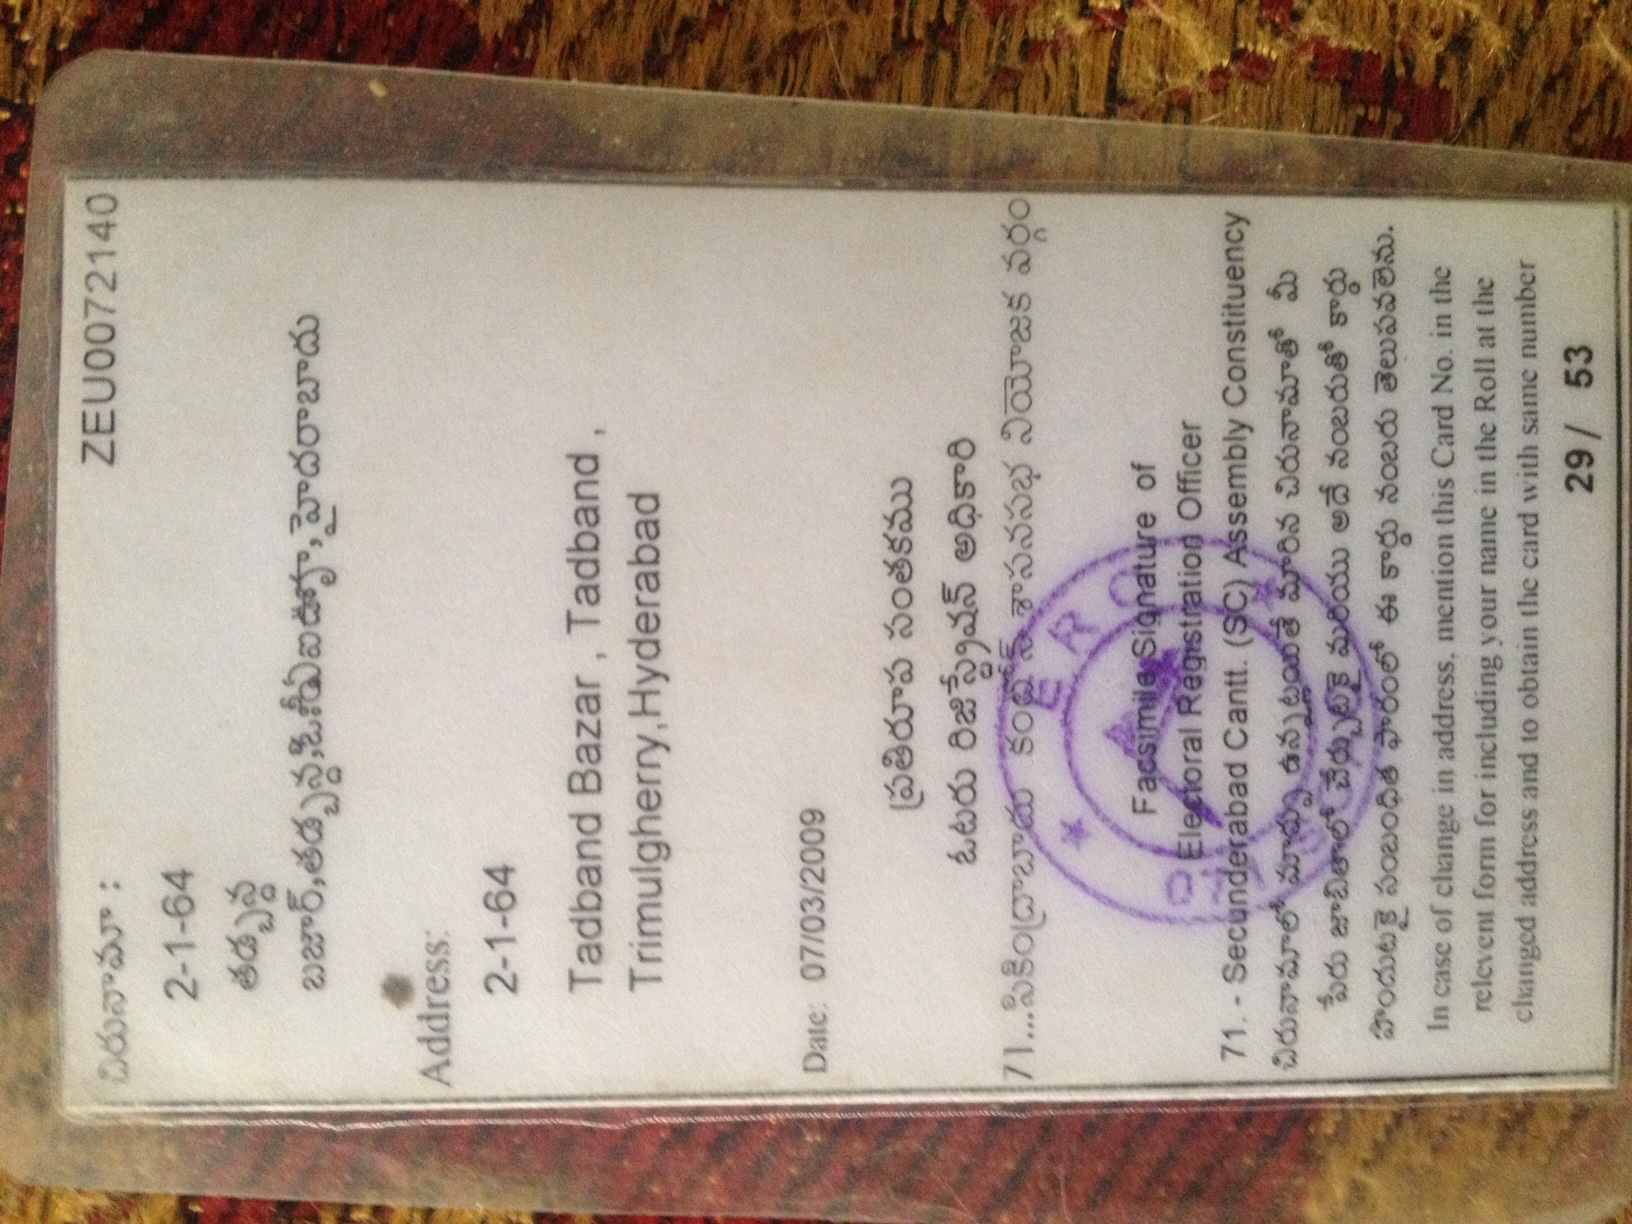 చిరునామా : ZEU0072140
2-1-64
తడ్బన్ద
బజార్,తడ్బన్ద, హైదరాబాదు
Address:
2-1-64
Tadband Bazar , Tadband ,
Trimulgherry,Hyderabad
Date: 07/03/2009
ప్రతిరూప సంతకము
ఓటరు రిజిస్ట్రేషన్ అధికారి
71...సికింద్రాబాదు కంటోన్ శాసనసభ నియోజక వర్గం
E R O
Facsimile Signature of
Electoral Registration Officer
71. - Secunderabad Cantt. (SC) Assembly Constituency
చిరునామాలో మార్పు ఉన్నట్లయితే మారిన చిరునామాతో మీ
పేరు జాబితాలో చేర్చుటకై మరియు అదే నంబరుతో కార్డు
పొందుటకై సంబంధిత ఫారంలో ఈ కార్డు నంబరు తెలుపవలెను.
In case of change in address, mention this Card No. in the
relevent form for including your name in the Roll at the
changed address and to obtain the card with same number
29 / 53